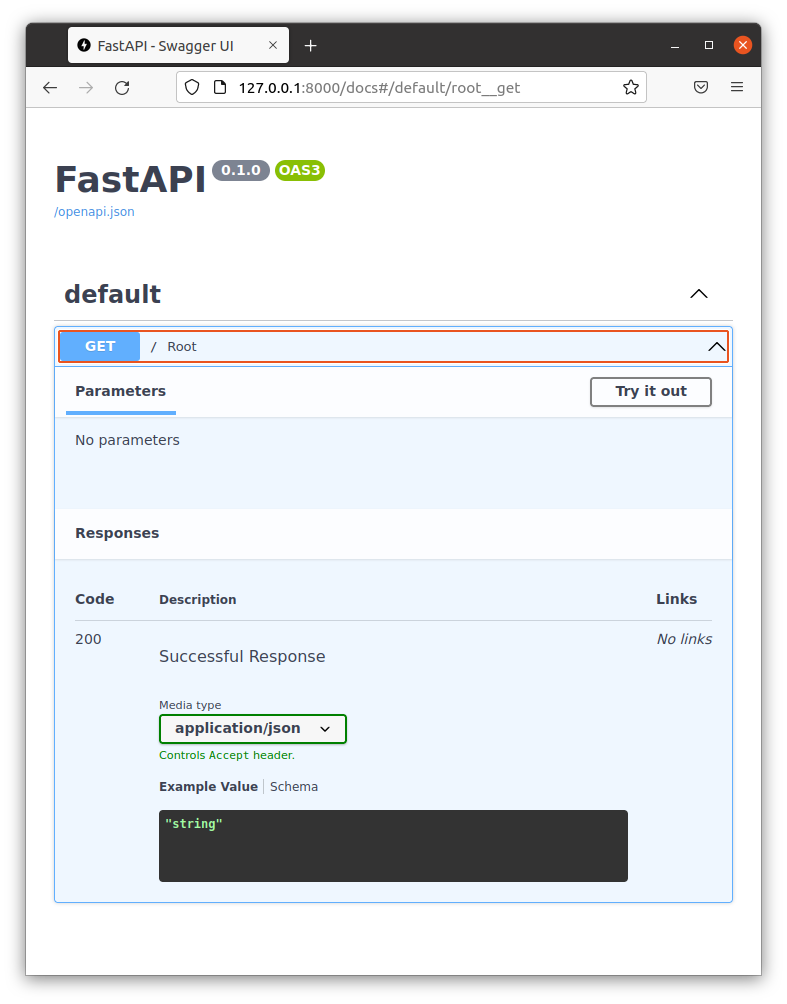 FastAPI - Swagger UI
127.0.0.1:8000/docs#/default/root__get
FastAPI 0.1.0 OAS3
/openapi.json
default
GET / Root
Parameters Try it out
No parameters
Responses
Code Description Links
200 Successful Response No links
Media type
application/json
Controls Accept header.
Example Value Schema
"string"